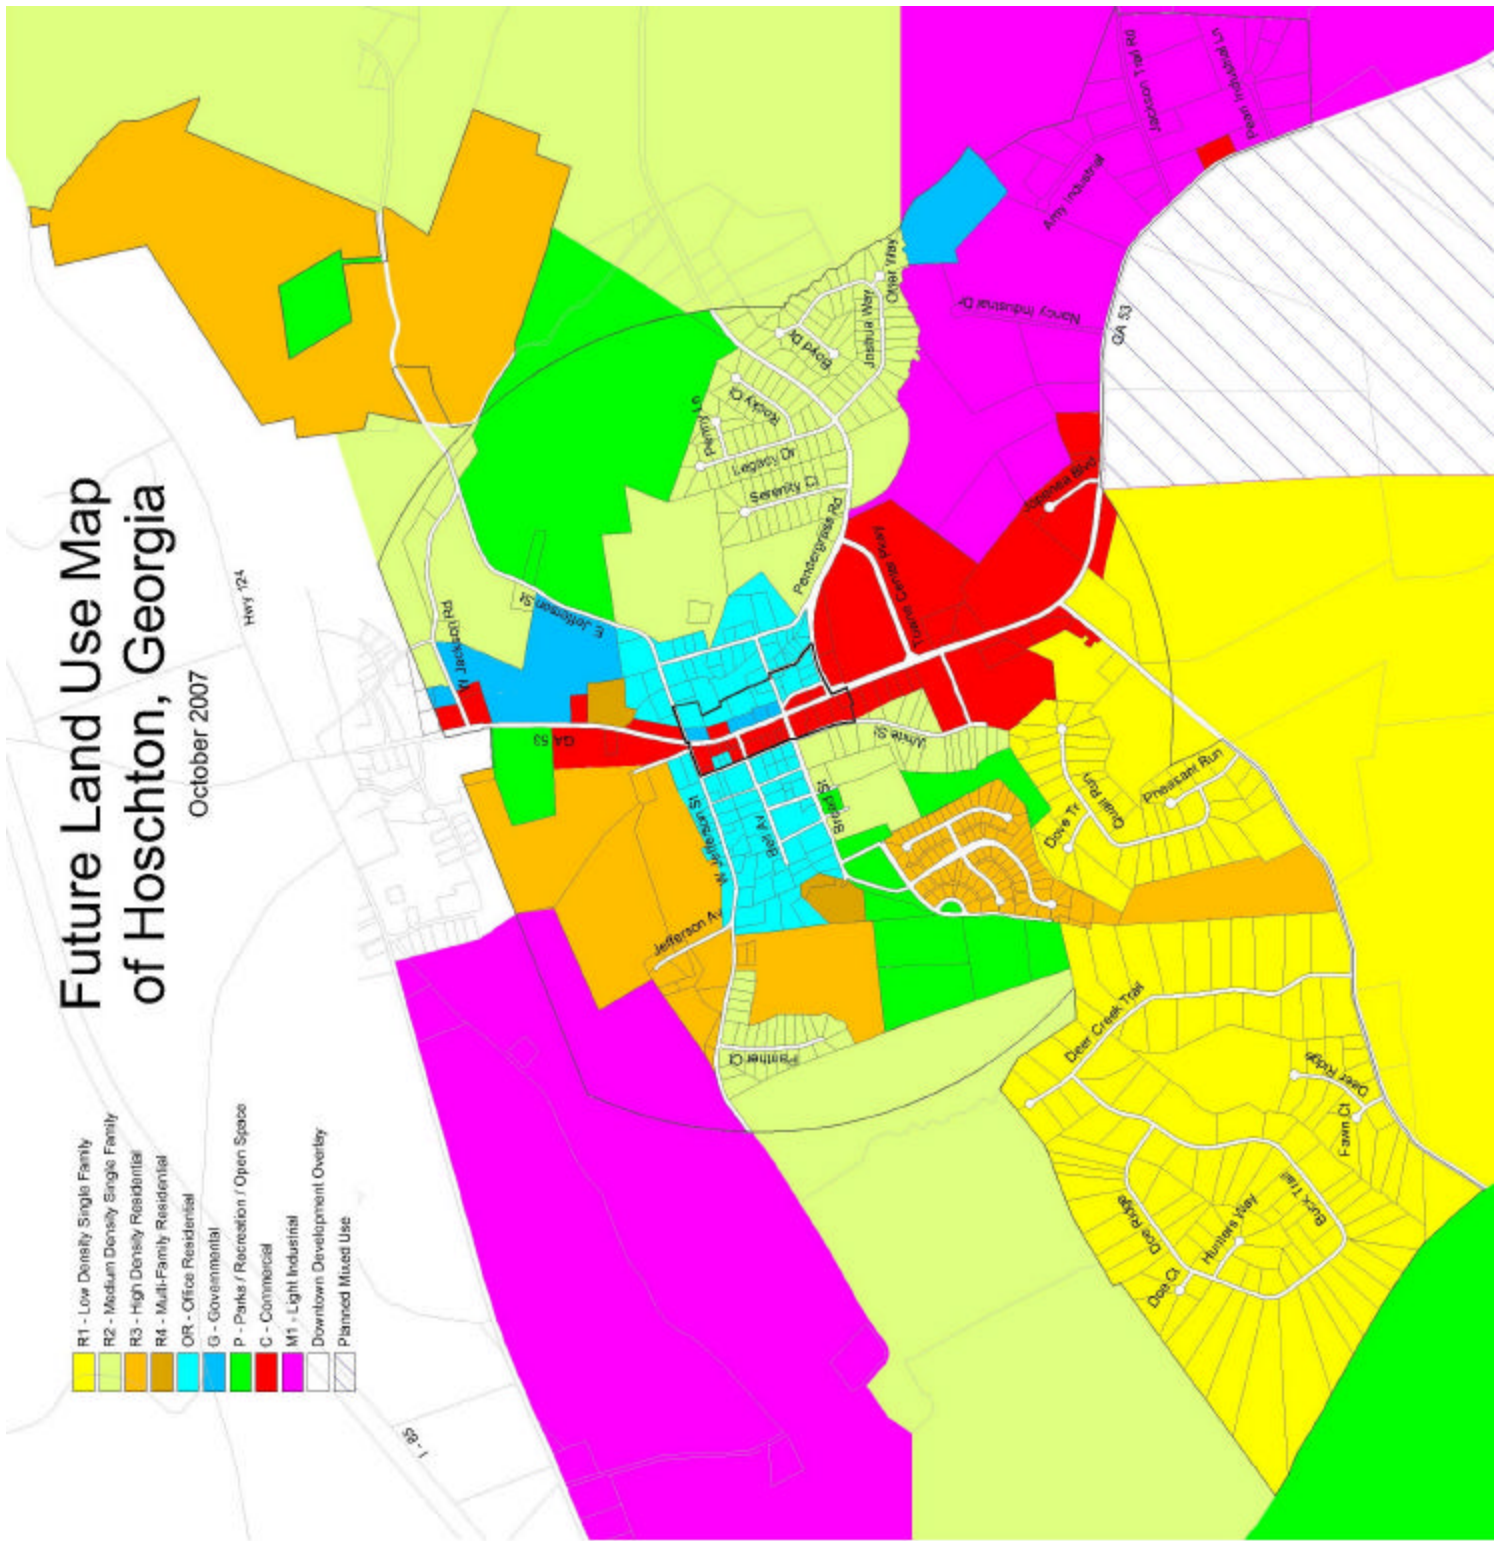 Future Land Use Map
of Hoschton, Georgia
October 2007
R1 - Low Density Single Family
R2 - Medium Density Single Family
R3 - High Density Residential
R4 - Multi-Family Residential
OR - Office Residential
G - Governmental
P - Parks / Recreation / Open Space
C - Commercial
M1 - Light Industrial
Downtown Development Overlay
Planned Mixed Use
I - 85
Hwy 124
W Jackson Rd
E Jefferson St
GA 53
W Jefferson St
Bell Av
Broad St
White St
Jefferson Av
Panther Ct
Pendergrass Rd
Towne Center Pkwy
Jopenea Blvd
Serenity Ct
Legacy Dr
Perry Ln
Rocky Ct
Boyd Dr
Joshua Way
Oliver Way
Nancy Industrial Dr
Amy Industrial
Jackson Trail Rd
Pearl Industrial Ln
GA 53
Dove Tr
Quail Run
Pheasant Run
Deer Creek Trail
Deer Ridge
Fawn Ct
Buck Trail
Hunters Way
Doe Ridge
Doe Ct